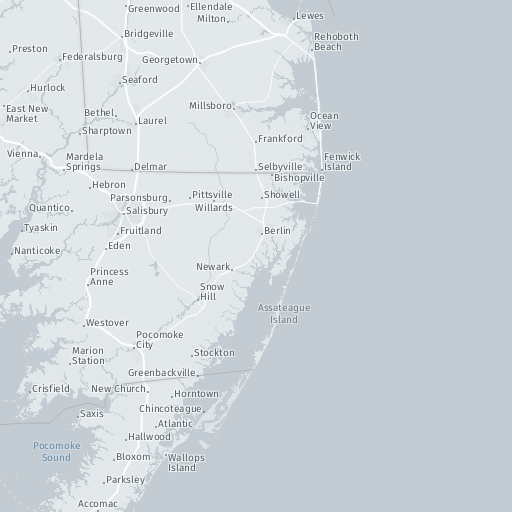 Greenwood
Ellendale
Milton
Lewes
Bridgeville
Rehoboth
Beach
Preston
Federalsburg
Georgetown
Seaford
Hurlock
Millsboro
East New
Market
Bethel
Laurel
Ocean
View
Sharptown
Frankford
Vienna
Mardela
Springs
Delmar
Selbyville
Fenwick
Island
Bishopville
Hebron
Parsonsburg
Pittsville
Showell
Quantico
Salisbury
Willards
Tyaskin
Fruitland
Berlin
Nanticoke
Eden
Princess
Anne
Newark
Snow
Hill
Assateague
Island
Westover
Pocomoke
City
Marion
Station
Stockton
Greenbackville
Crisfield
New Church
Horntown
Saxis
Chincoteague
Atlantic
Hallwood
Pocomoke
Sound
Bloxom
Wallops
Island
Parksley
Accomac